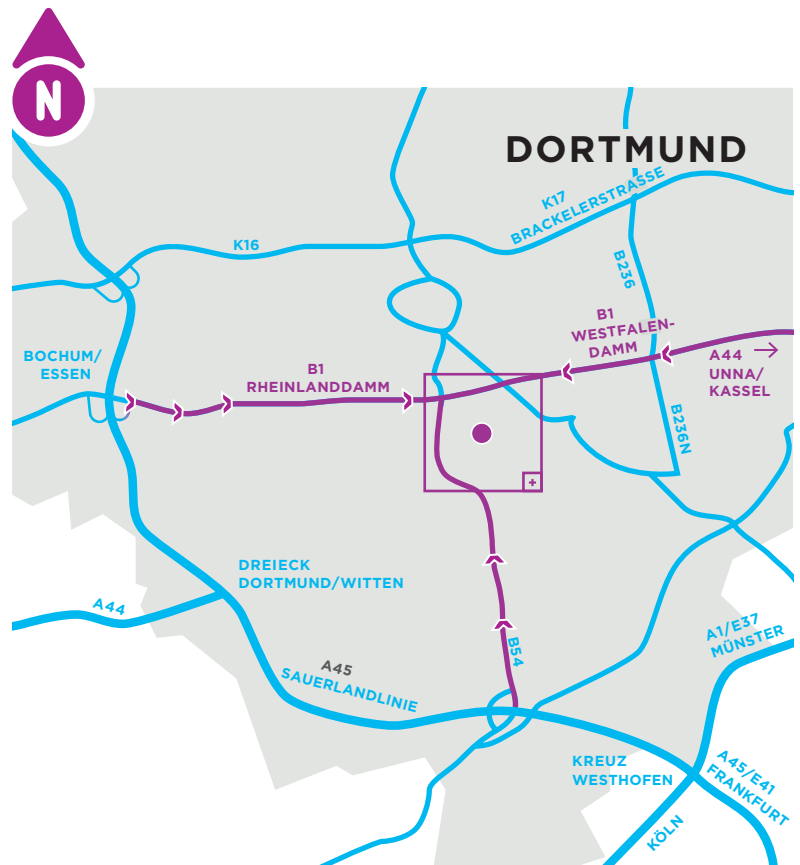 N
DORTMUND
K17
BRACKELERSTRASSE
K16
B236
B1
WESTFALEN-
DAMM
BOCHUM/
ESSEN
B1
RHEINLANDDAMM
A44 →
UNNA/
KASSEL
B236N
+
DREIECK
DORTMUND/WITTEN
A44
A45
SAUERLANDLINIE
B54
A1/E37
MÜNSTER
KREUZ
WESTHOFEN
A45/E41
FRANKFURT
KÖLN